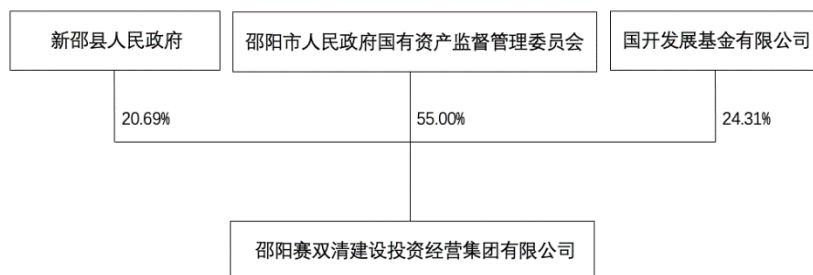 新邵县人民政府
邵阳市人民政府国有资产监督管理委员会
国开发展基金有限公司
20.69%
55.00%
24.31%
邵阳赛双清建设投资经营集团有限公司